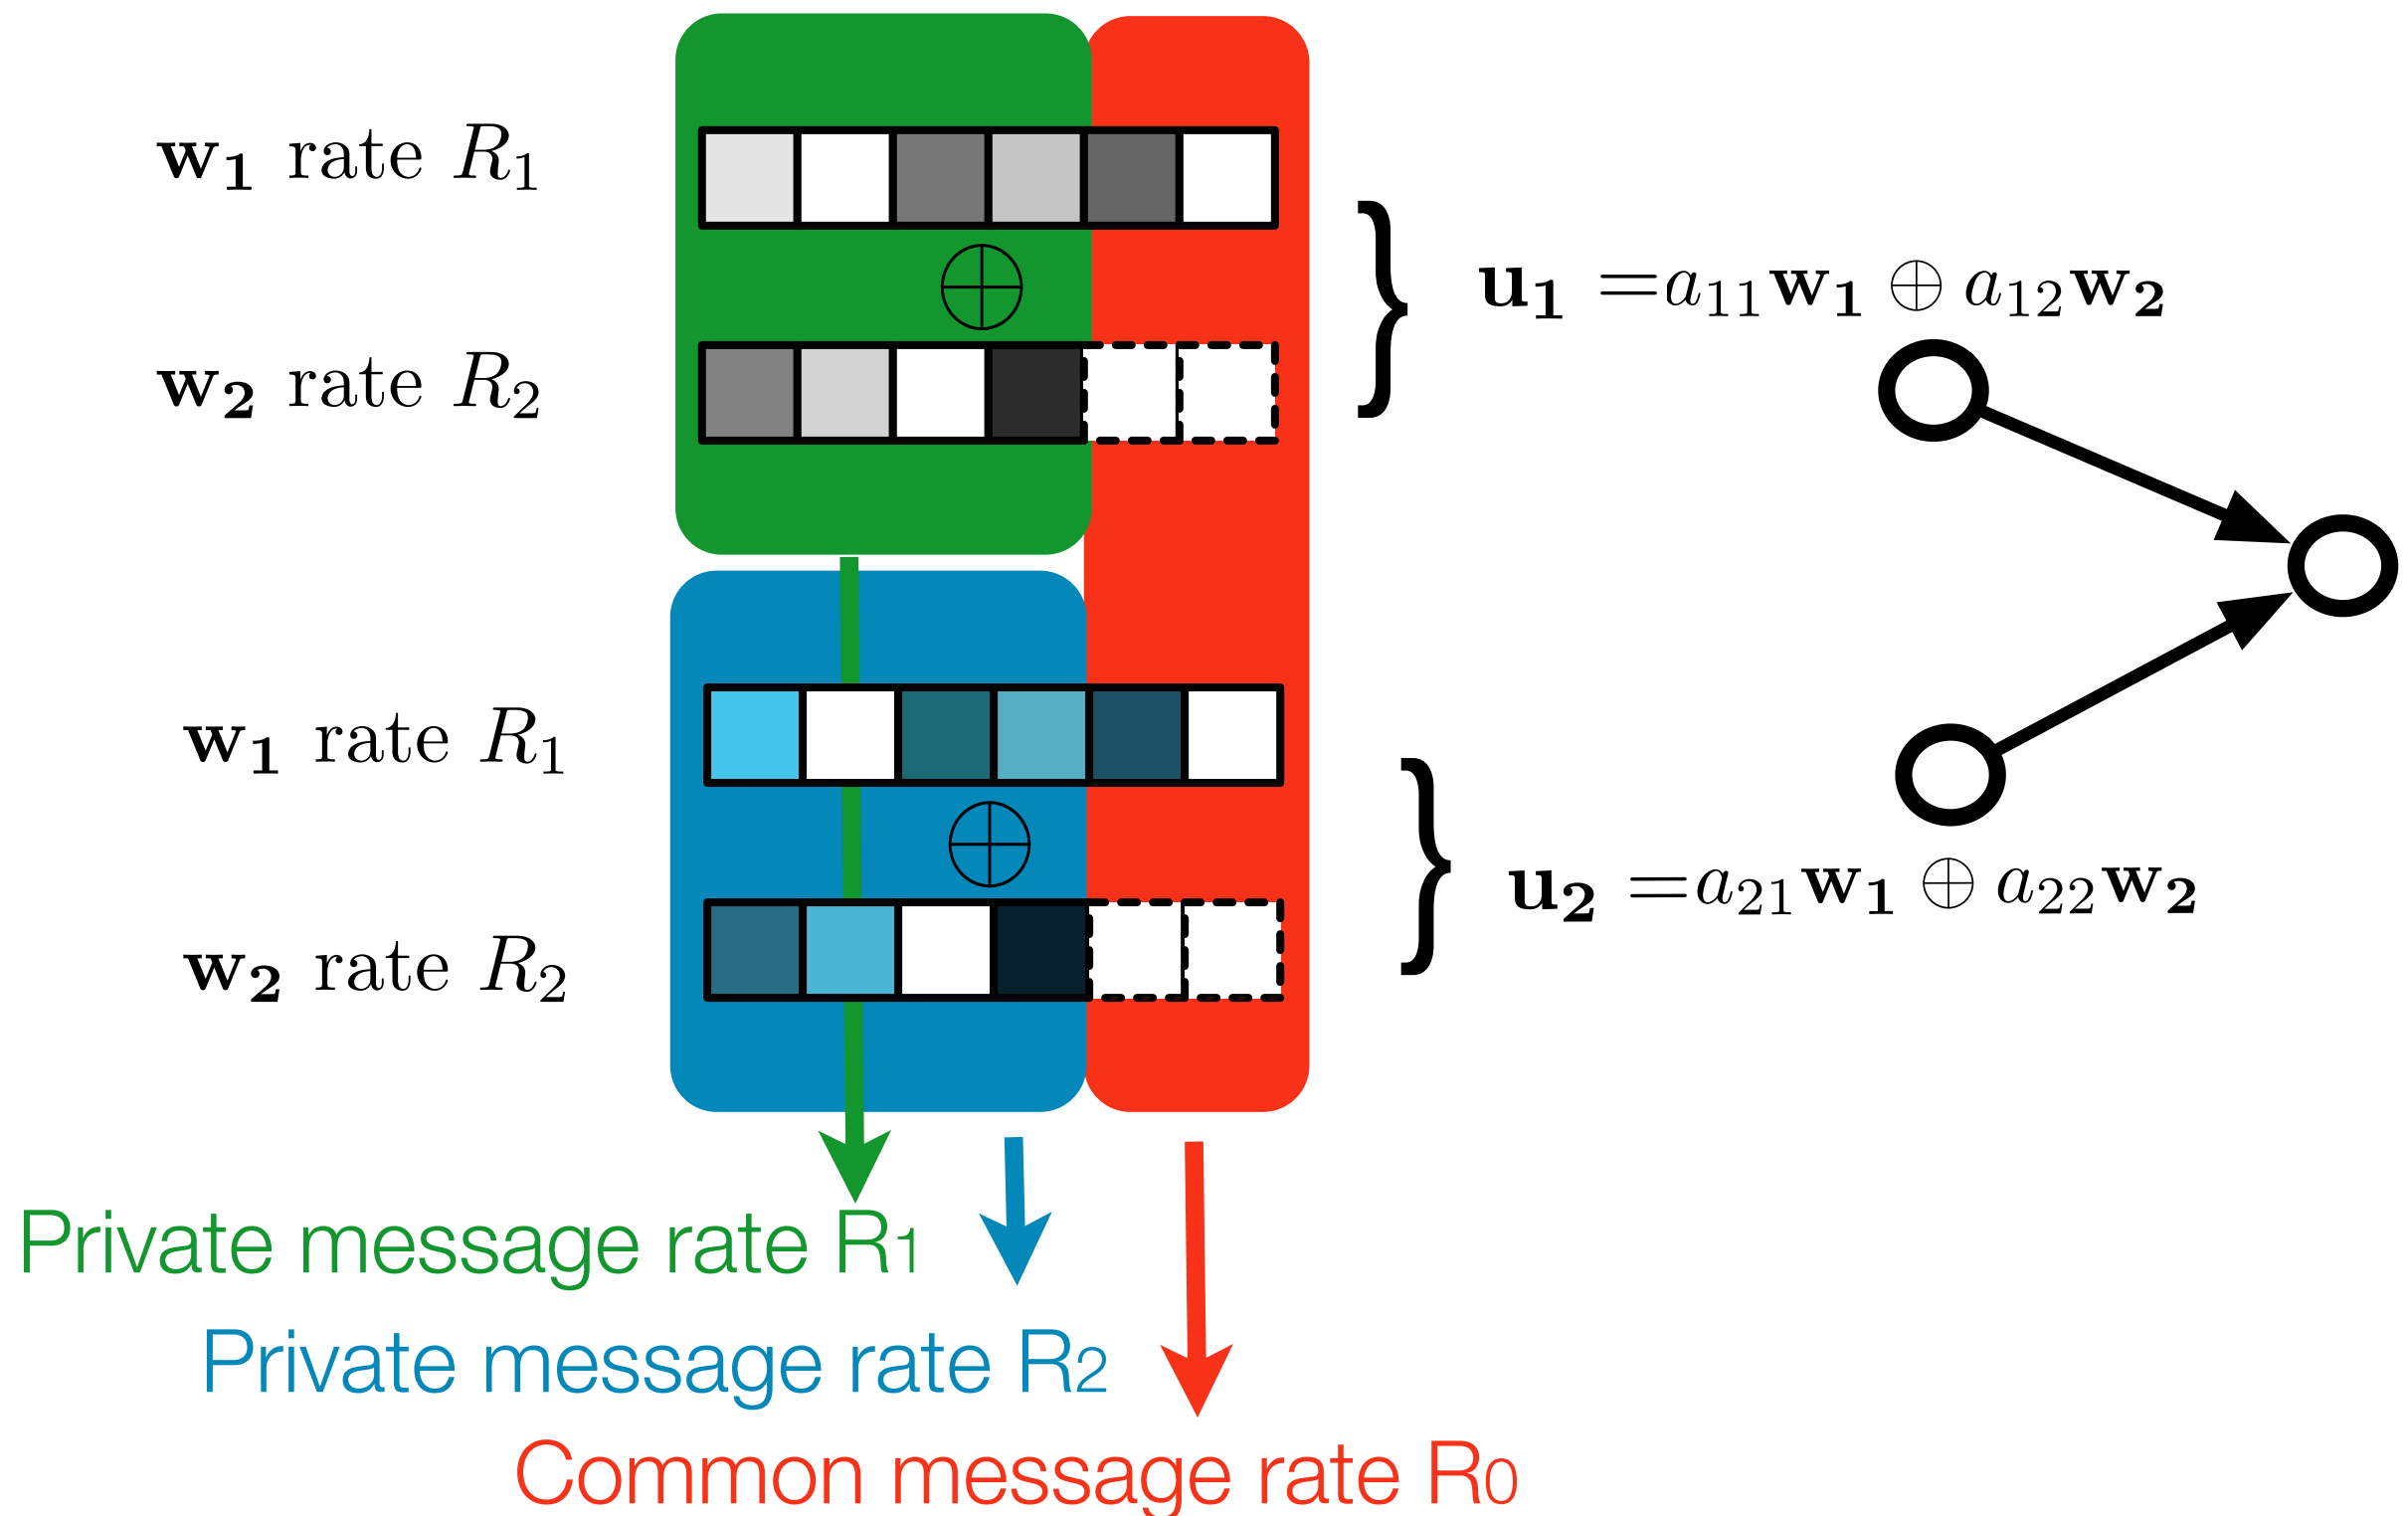 w₁ rate R₁
⊕
w₂ rate R₂
} u₁ = a₁₁w₁ ⊕ a₁₂w₂
w₁ rate R₁
⊕
w₂ rate R₂
} u₂ = a₂₁w₁ ⊕ a₂₂w₂
Private message rate R₁
Private message rate R₂
Common message rate R₀